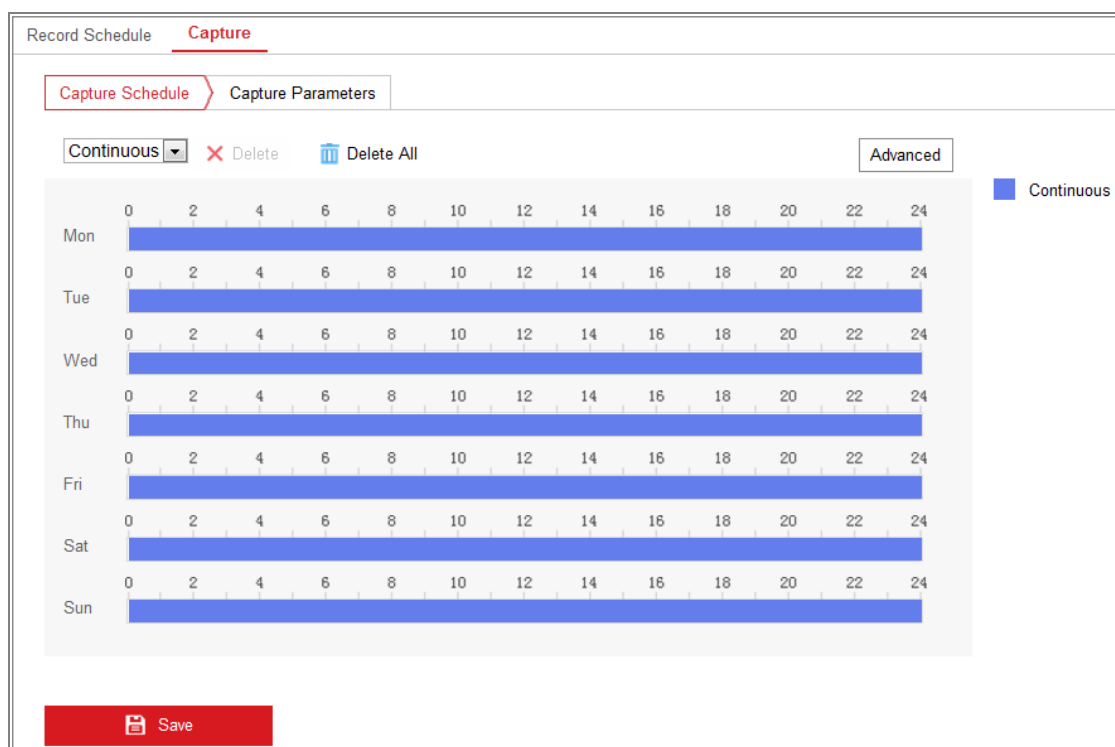 Record Schedule Capture
Capture Schedule Capture Parameters
Continuous Delete Delete All Advanced
Continuous
0 2 4 6 8 10 12 14 16 18 20 22 24
Mon
0 2 4 6 8 10 12 14 16 18 20 22 24
Tue
0 2 4 6 8 10 12 14 16 18 20 22 24
Wed
0 2 4 6 8 10 12 14 16 18 20 22 24
Thu
0 2 4 6 8 10 12 14 16 18 20 22 24
Fri
0 2 4 6 8 10 12 14 16 18 20 22 24
Sat
0 2 4 6 8 10 12 14 16 18 20 22 24
Sun
Save